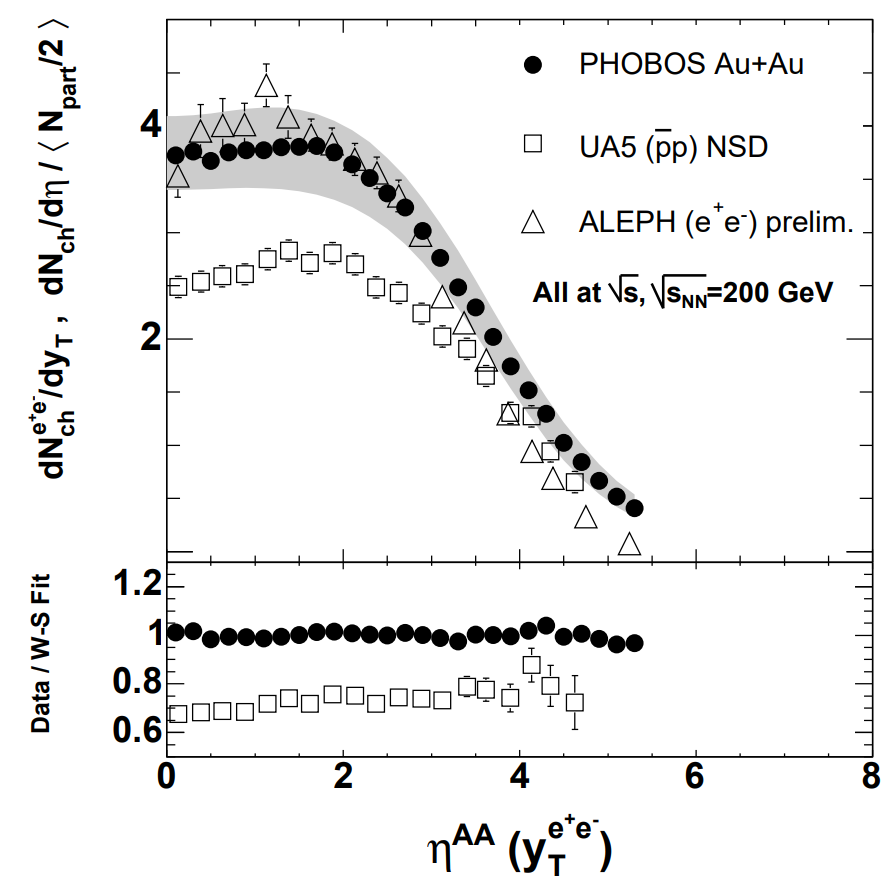 dN_ch^{e+e-}/dy_T , dN_ch/dη / ⟨ N_part/2 ⟩
4
2
PHOBOS Au+Au
UA5 (p̅p) NSD
ALEPH (e⁺e⁻) prelim.
All at √s, √s_NN=200 GeV
Data / W-S Fit
1.2
1
0.8
0.6
0 2 4 6 8
η^AA (y_T^{e+e-})